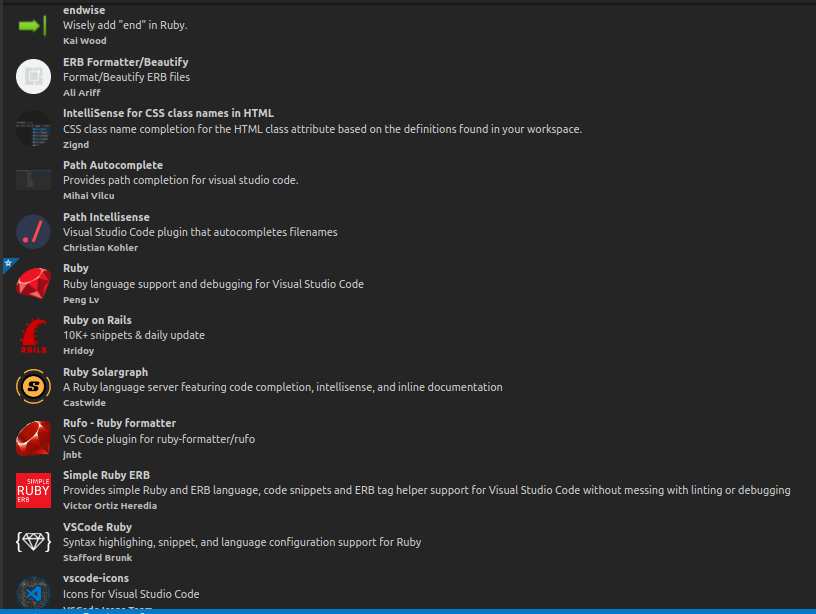 endwise
Wisely add "end" in Ruby.
Kai Wood
ERB Formatter/Beautify
Format/Beautify ERB files
Ali Ariff
IntelliSense for CSS class names in HTML
CSS class name completion for the HTML class attribute based on the definitions found in your workspace.
Zignd
Path Autocomplete
Provides path completion for visual studio code.
Mihai Vilcu
Path Intellisense
Visual Studio Code plugin that autocompletes filenames
Christian Kohler
Ruby
Ruby language support and debugging for Visual Studio Code
Peng Lv
Ruby on Rails
10K+ snippets & daily update
Hridoy
RAILS
Ruby Solargraph
A Ruby language server featuring code completion, intellisense, and inline documentation
Castwide
S
Rufo - Ruby formatter
VS Code plugin for ruby-formatter/rufo
jnbt
Simple Ruby ERB
Provides simple Ruby and ERB language, code snippets and ERB tag helper support for Visual Studio Code without messing with linting or debugging
Victor Ortiz Heredia
SIMPLE
RUBY
ERB
VSCode Ruby
Syntax highlighing, snippet, and language configuration support for Ruby
Stafford Brunk
vscode-icons
Icons for Visual Studio Code
VSCode Icons Team